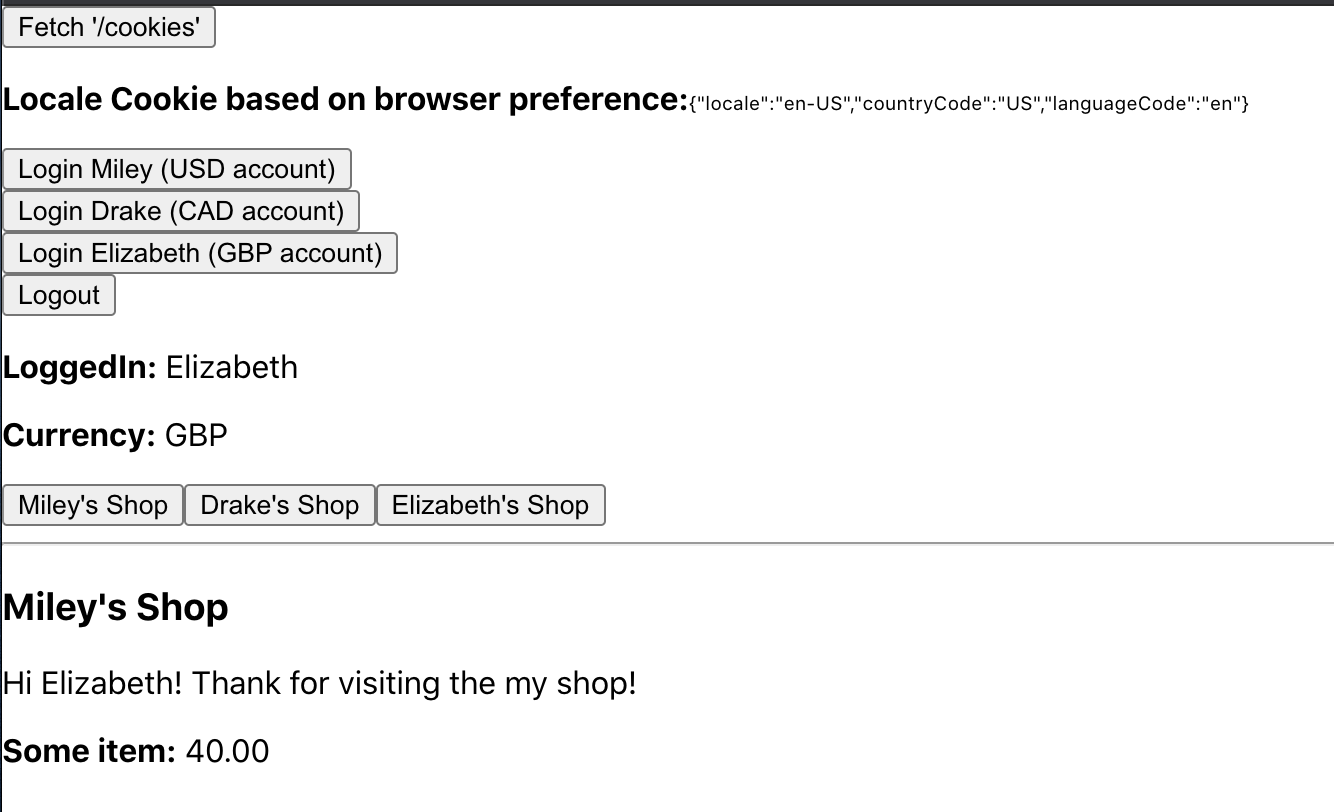 Fetch '/cookies'
Locale Cookie based on browser preference:{"locale":"en-US","countryCode":"US","languageCode":"en"}
Login Miley (USD account)
Login Drake (CAD account)
Login Elizabeth (GBP account)
Logout
LoggedIn: Elizabeth
Currency: GBP
Miley's Shop Drake's Shop Elizabeth's Shop
Miley's Shop
Hi Elizabeth! Thank for visiting the my shop!
Some item: 40.00